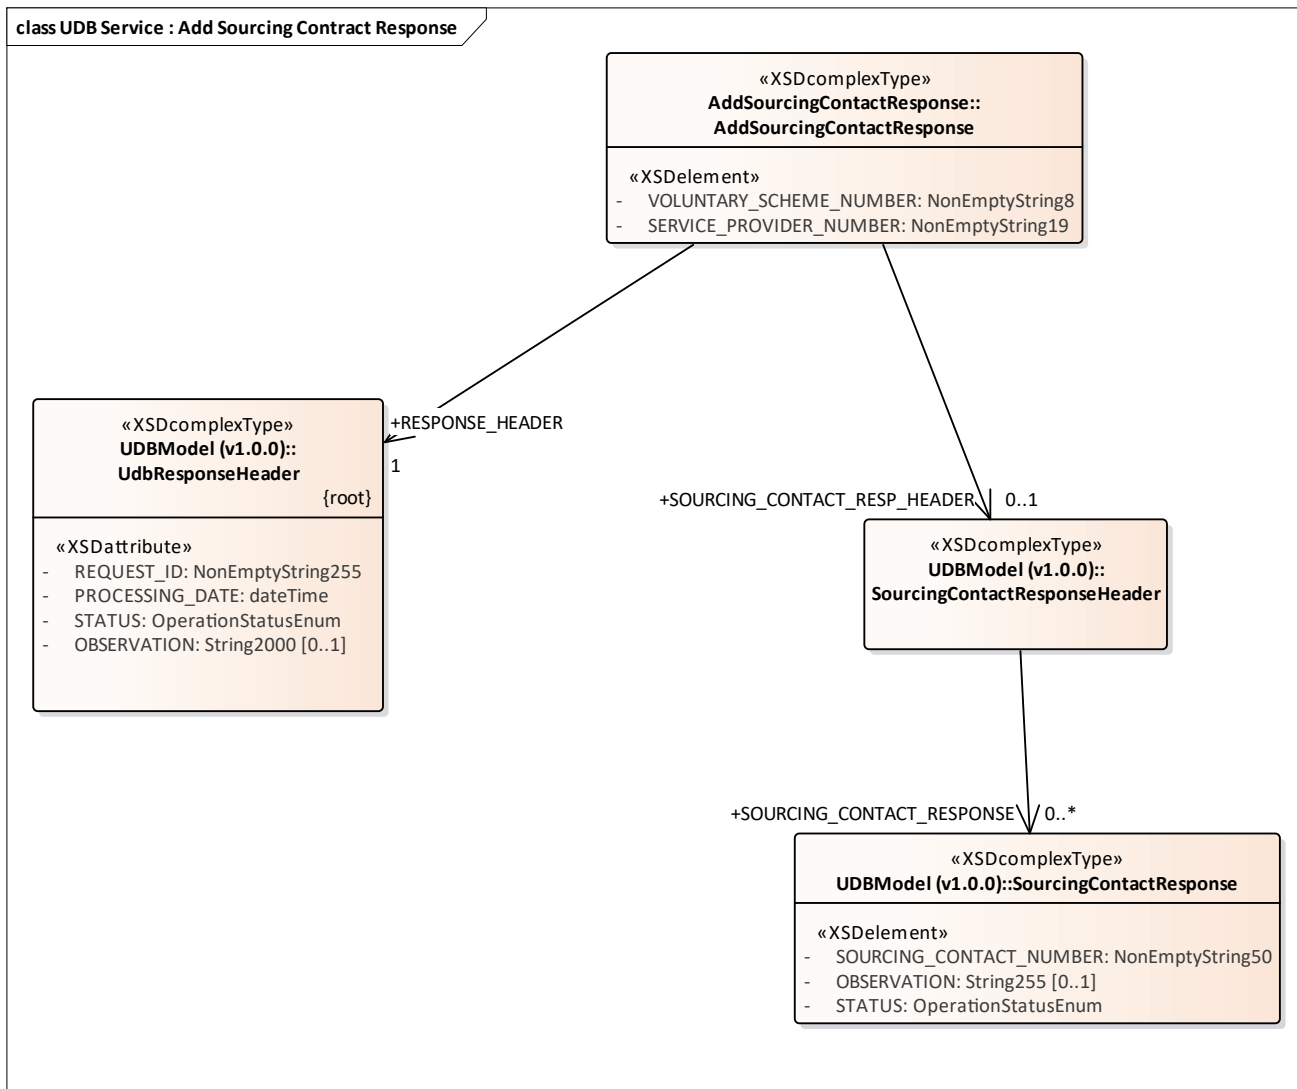 class UDB Service : Add Sourcing Contract Response
«XSDcomplexType»
AddSourcingContactResponse::
AddSourcingContactResponse
«XSDelement»
- VOLUNTARY_SCHEME_NUMBER: NonEmptyString8
- SERVICE_PROVIDER_NUMBER: NonEmptyString19
+RESPONSE_HEADER
1
«XSDcomplexType»
UDBModel (v1.0.0)::
UdbResponseHeader
{root}
«XSDattribute»
- REQUEST_ID: NonEmptyString255
- PROCESSING_DATE: dateTime
- STATUS: OperationStatusEnum
- OBSERVATION: String2000 [0..1]
+SOURCING_CONTACT_RESP_HEADER 0..1
«XSDcomplexType»
UDBModel (v1.0.0)::
SourcingContactResponseHeader
+SOURCING_CONTACT_RESPONSE 0..*
«XSDcomplexType»
UDBModel (v1.0.0)::SourcingContactResponse
«XSDelement»
- SOURCING_CONTACT_NUMBER: NonEmptyString50
- OBSERVATION: String255 [0..1]
- STATUS: OperationStatusEnum